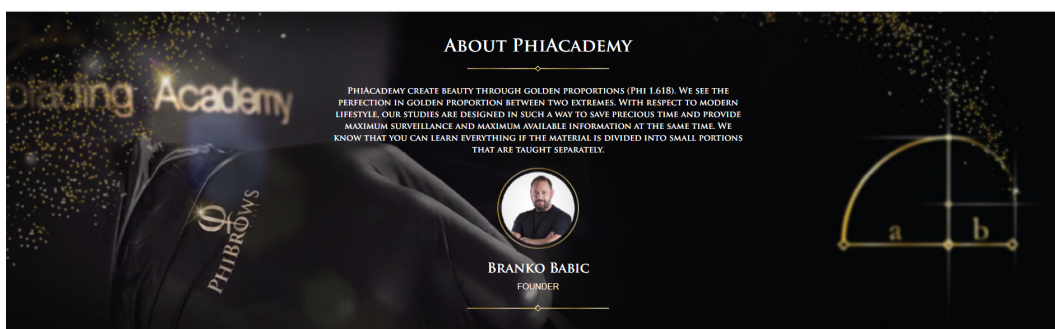 About PhiAcademy
PhiAcademy create beauty through golden proportions (Phi 1.618). We see the
perfection in golden proportion between two extremes. With respect to modern
lifestyle, our studies are designed in such a way to save precious time and provide
maximum surveillance and maximum available information at the same time. We
know that you can learn everything if the material is divided into small portions
that are taught separately.
Academy
φ
PHIBROWS
a b
Branko Babic
FOUNDER